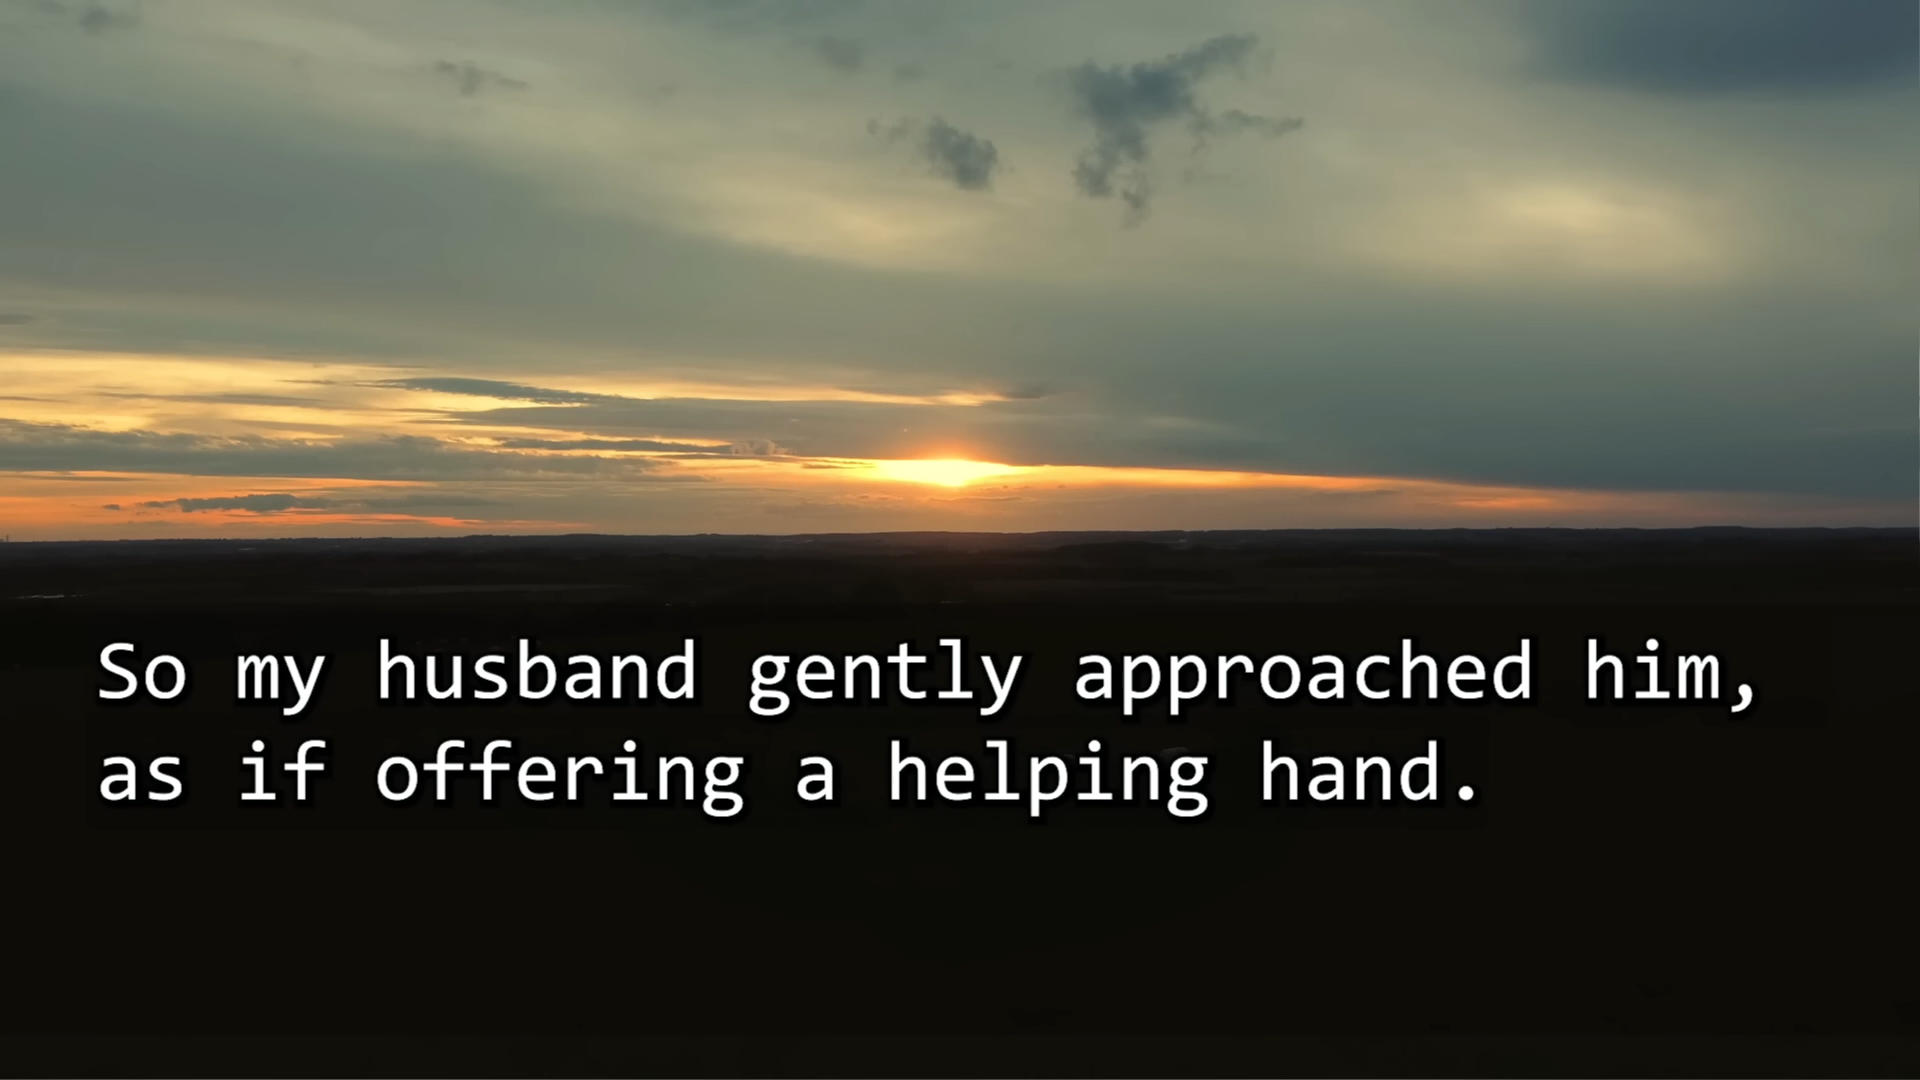 So my husband gently approached him,
as if offering a helping hand.